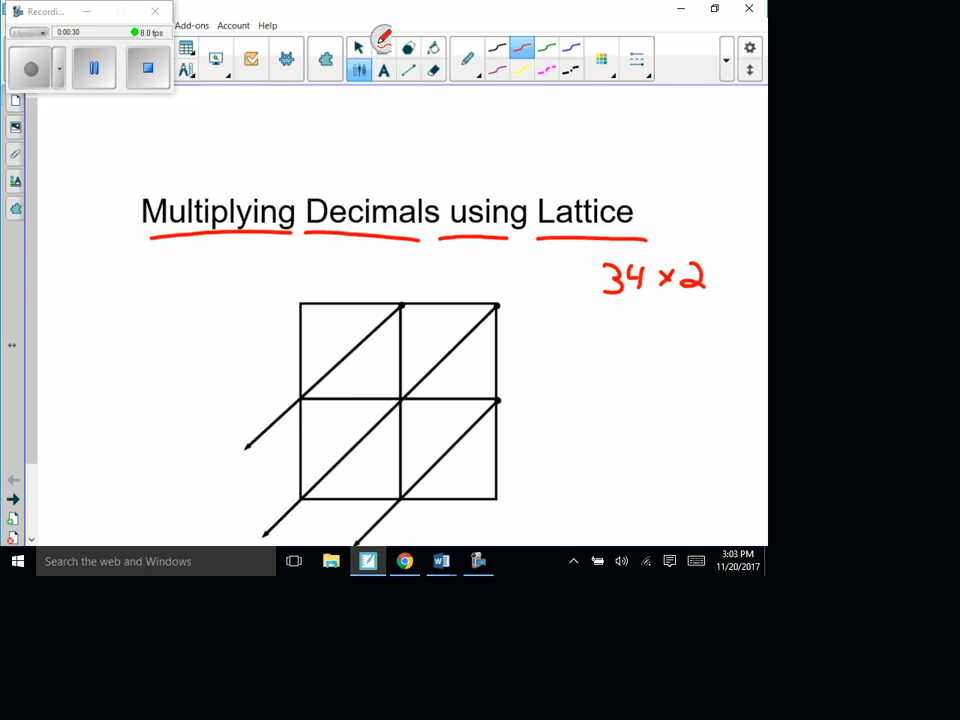 Recordi...
Menu
0:00:30
8.0 fps
Add-ons Account Help
Multiplying Decimals using Lattice
34 × 2
Search the web and Windows
3:03 PM
11/20/2017